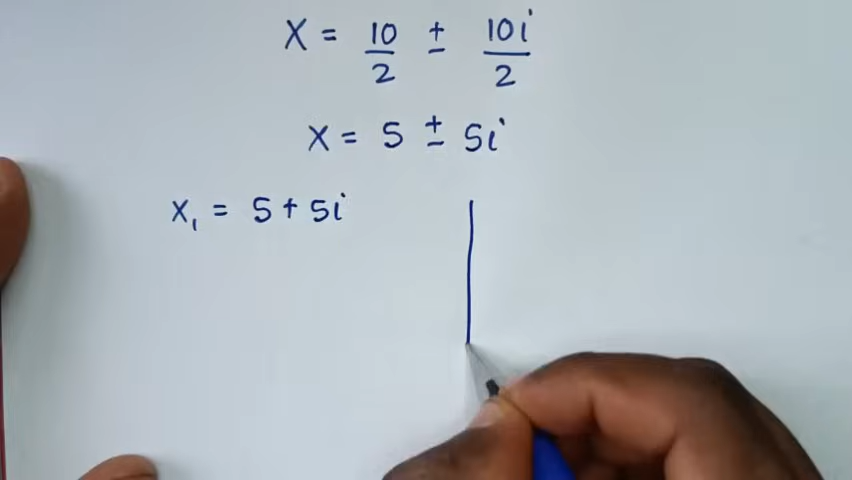 X = 10/2 ± 10i/2
X = 5 ± 5i
X₁ = 5 + 5i